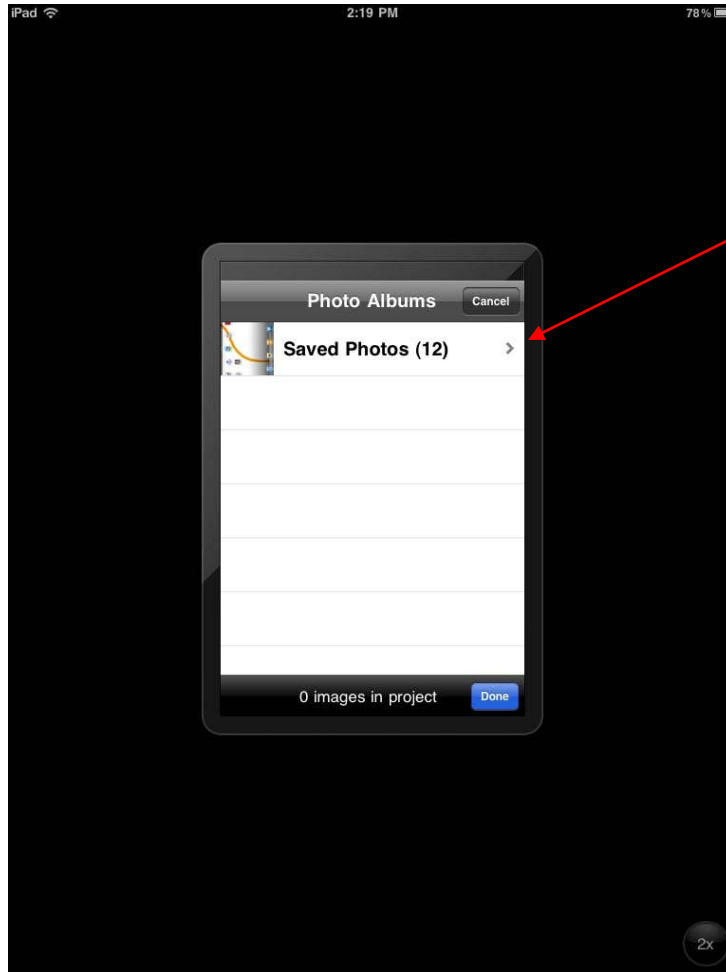 iPad 2:19 PM 78%
Photo Albums Cancel
Saved Photos (12)
0 images in project Done
2x